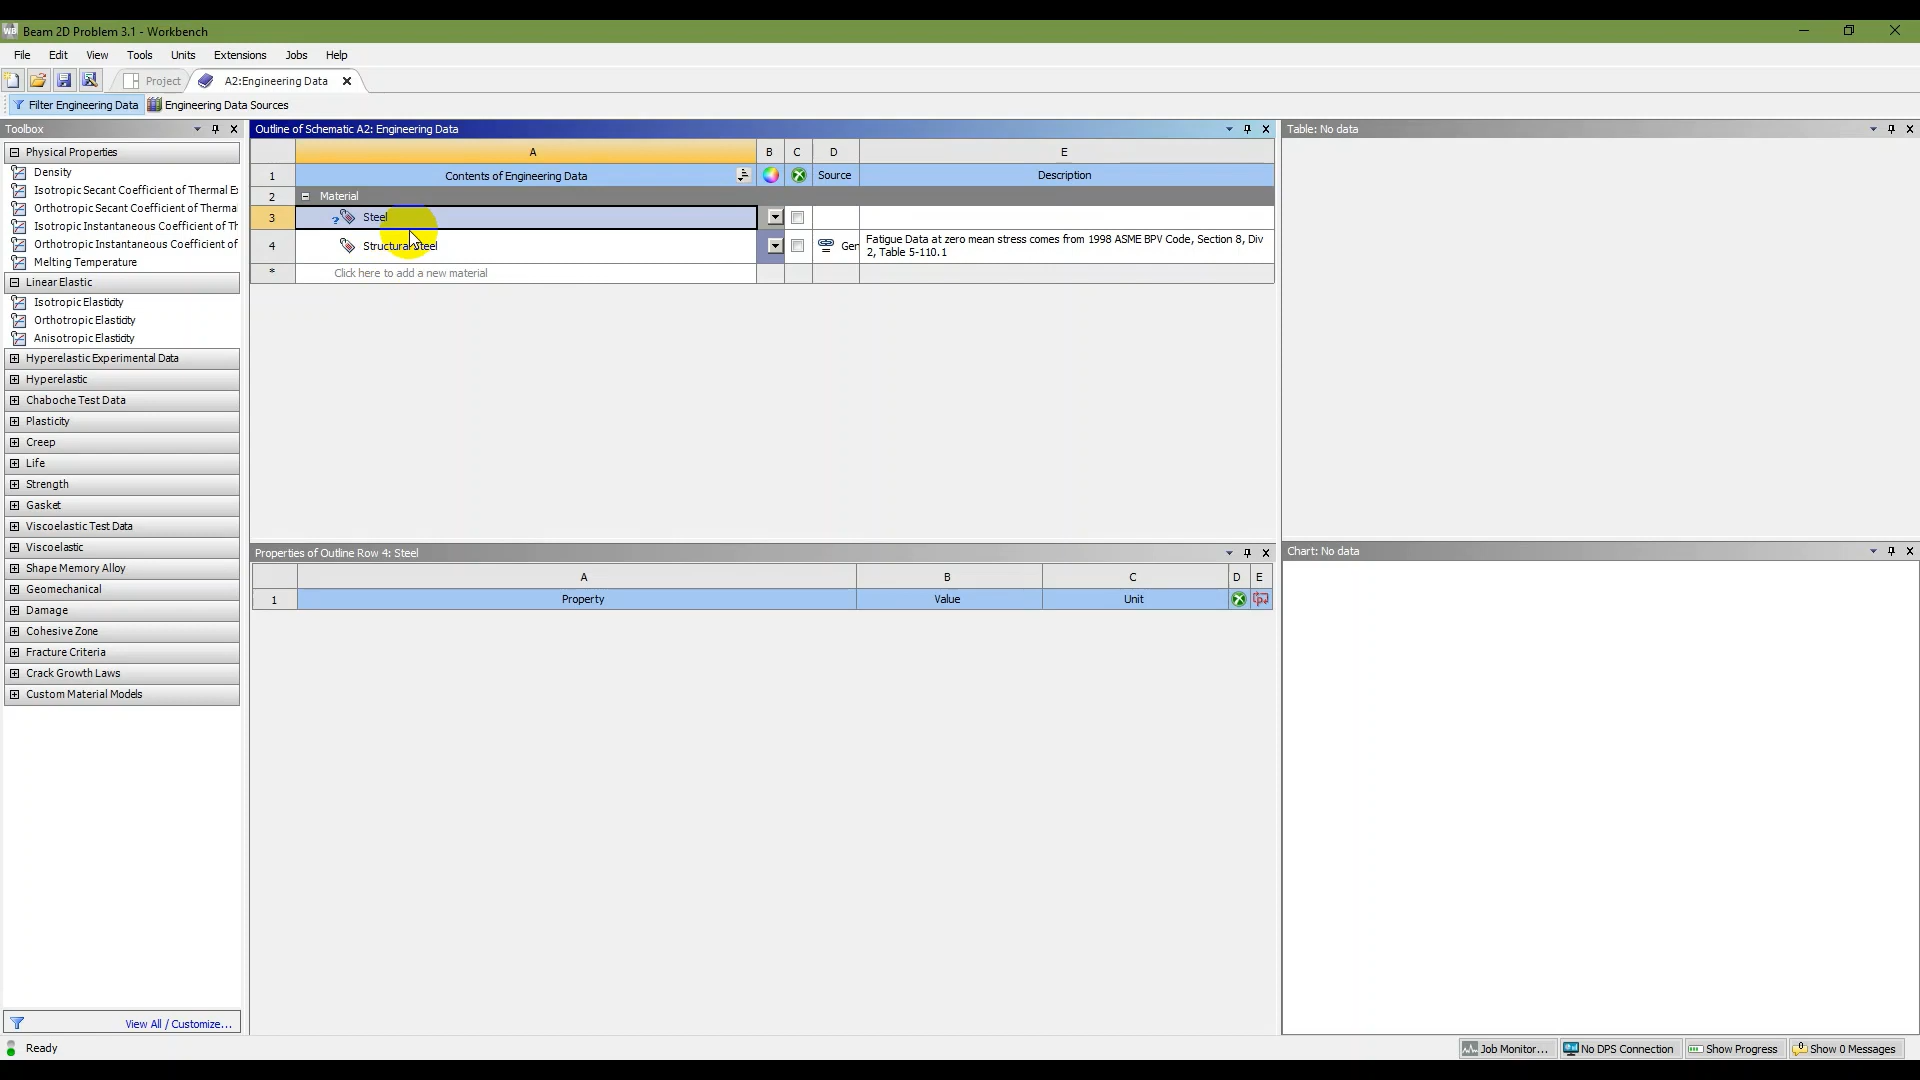 Beam 2D Problem 3.1 - Workbench
File Edit View Tools Units Extensions Jobs Help
Project A2:Engineering Data
Filter Engineering Data Engineering Data Sources
Toolbox
Physical Properties
Density
Isotropic Secant Coefficient of Thermal E
Orthotropic Secant Coefficient of Thermal
Isotropic Instantaneous Coefficient of Th
Orthotropic Instantaneous Coefficient of
Melting Temperature
Linear Elastic
Isotropic Elasticity
Orthotropic Elasticity
Anisotropic Elasticity
Hyperelastic Experimental Data
Hyperelastic
Chaboche Test Data
Plasticity
Creep
Life
Strength
Gasket
Viscoelastic Test Data
Viscoelastic
Shape Memory Alloy
Geomechanical
Damage
Cohesive Zone
Fracture Criteria
Crack Growth Laws
Custom Material Models
View All / Customize...
Outline of Schematic A2: Engineering Data
A B C D E
1 Contents of Engineering Data Source Description
2 Material
3 Steel
4 Structural Steel Gen Fatigue Data at zero mean stress comes from 1998 ASME BPV Code, Section 8, Div
2, Table 5-110.1
* Click here to add a new material
Properties of Outline Row 4: Steel
A B C D E
1 Property Value Unit
Table: No data
Chart: No data
Ready
Job Monitor... No DPS Connection Show Progress Show 0 Messages